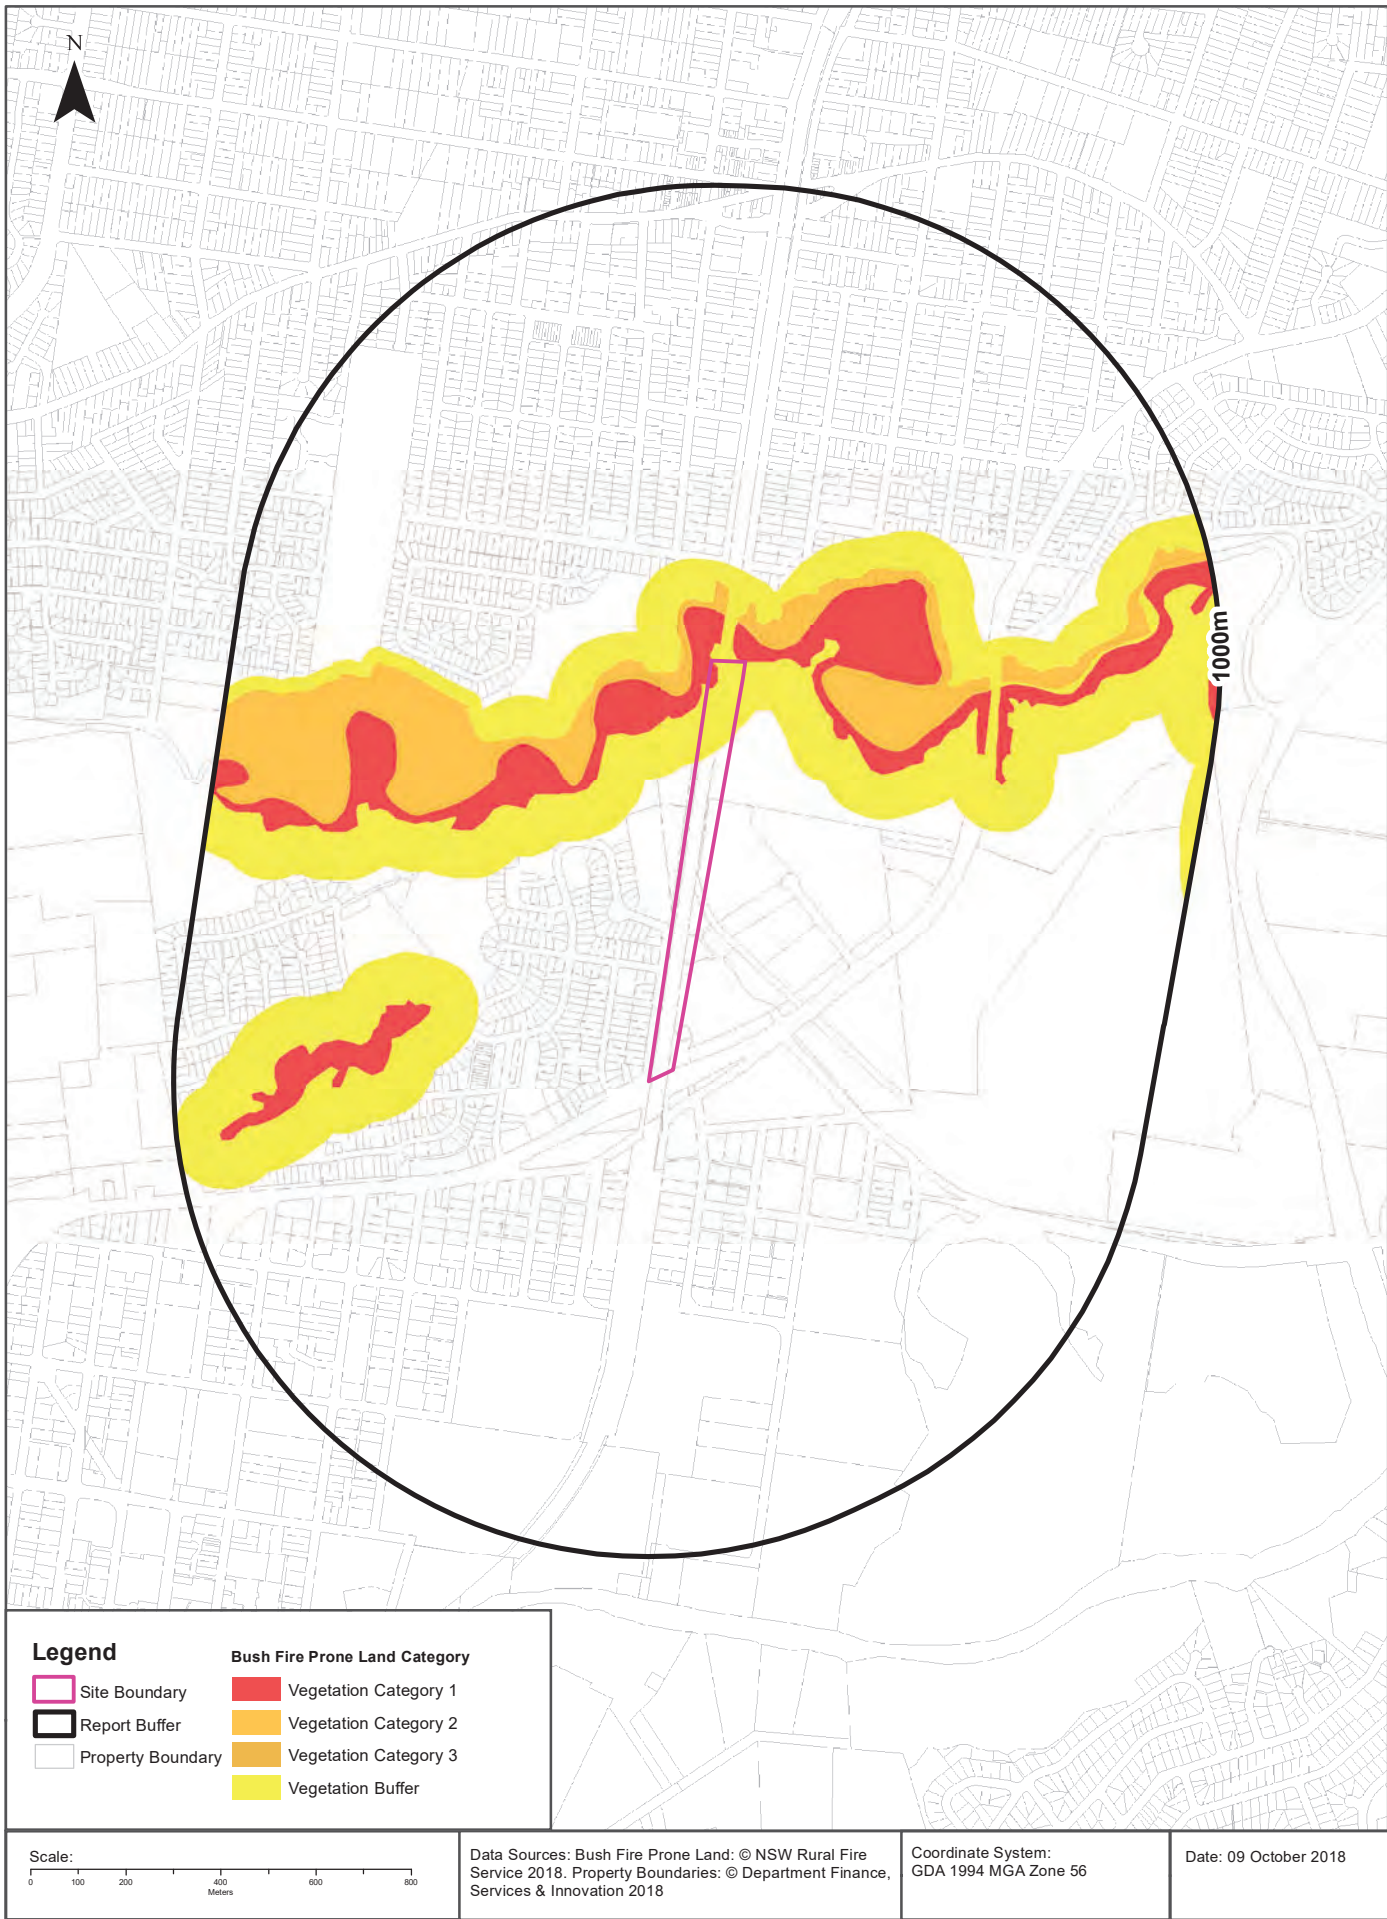 N
1000m
Legend
Site Boundary
Report Buffer
Property Boundary
Bush Fire Prone Land Category
Vegetation Category 1
Vegetation Category 2
Vegetation Category 3
Vegetation Buffer
Scale:
0 100 200 400 600 800
Meters
Data Sources: Bush Fire Prone Land: © NSW Rural Fire
Service 2018. Property Boundaries: © Department Finance,
Services & Innovation 2018
Coordinate System:
GDA 1994 MGA Zone 56
Date: 09 October 2018